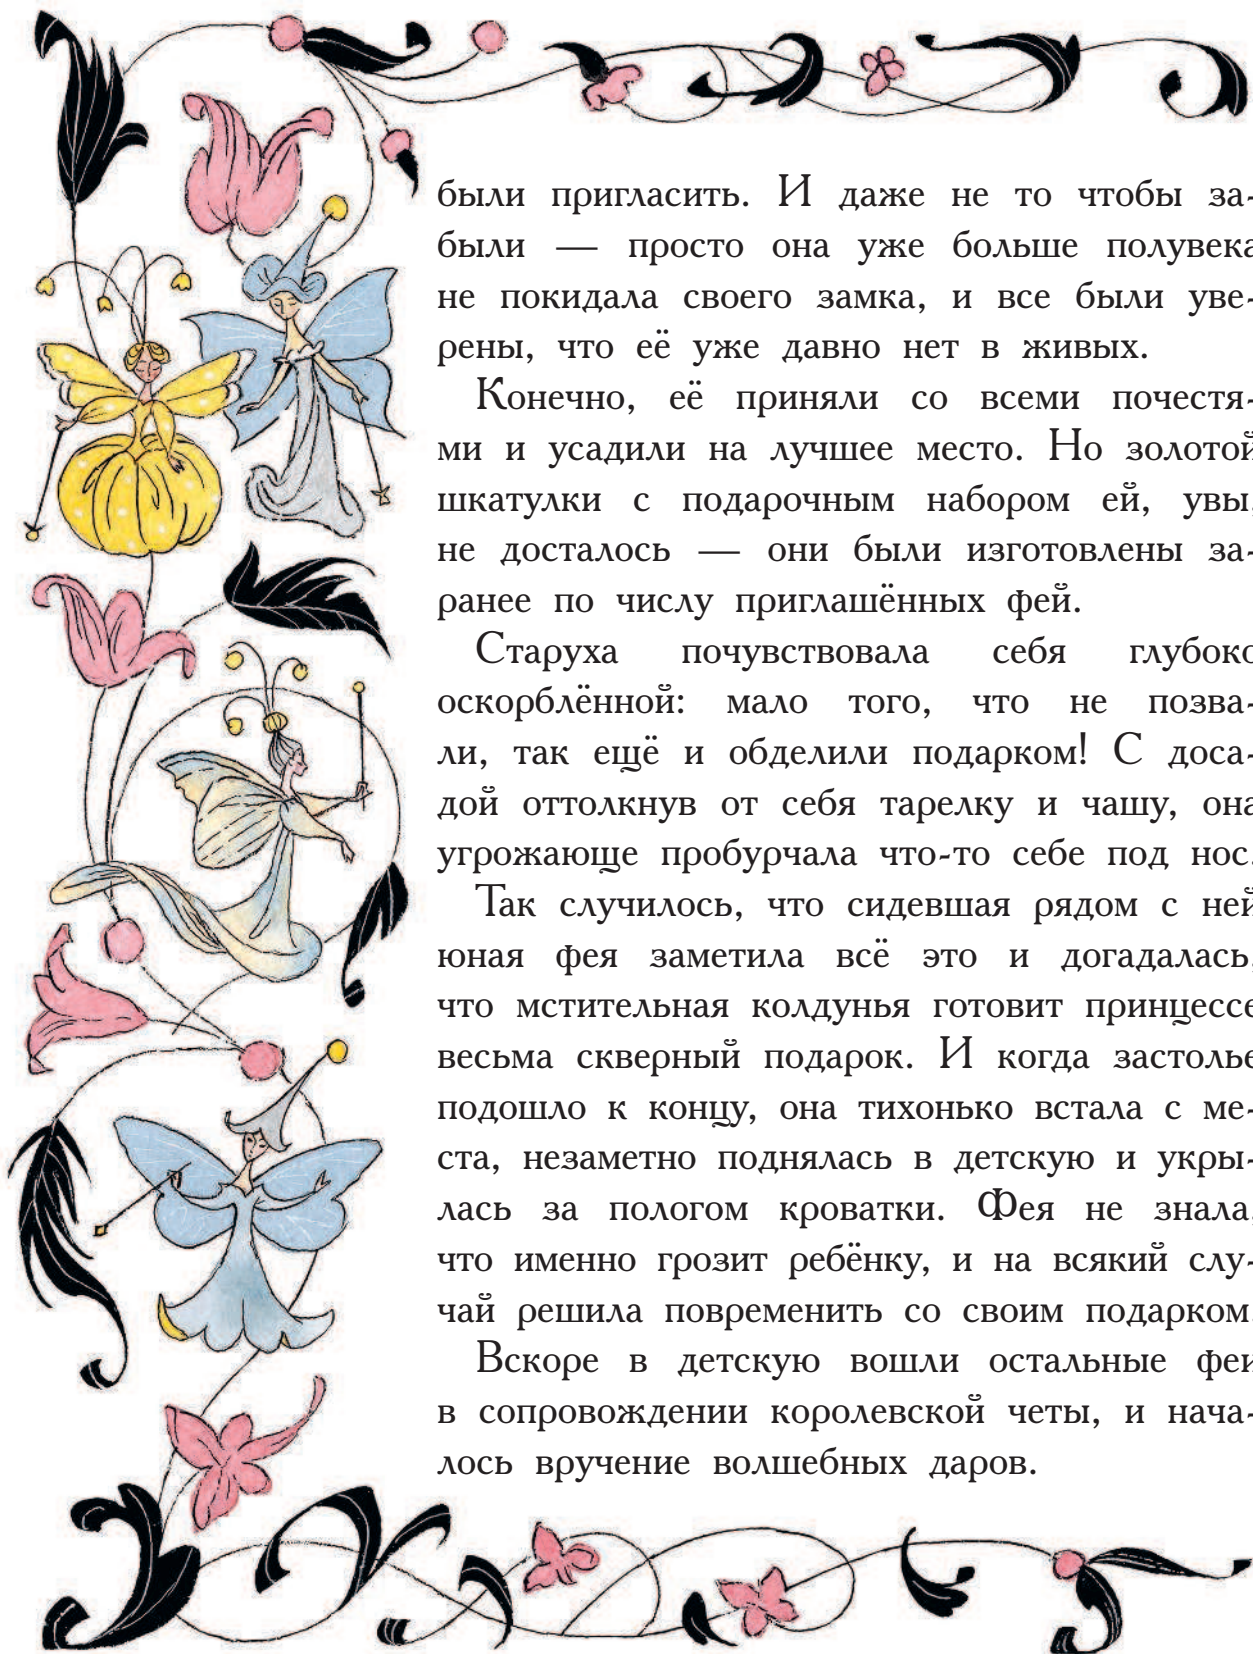 были пригласить. И даже не то чтобы за-
были — просто она уже больше полувека
не покидала своего замка, и все были уве-
рены, что её уже давно нет в живых.
Конечно, её приняли со всеми почестя-
ми и усадили на лучшее место. Но золотой
шкатулки с подарочным набором ей, увы,
не досталось — они были изготовлены за-
ранее по числу приглашённых фей.
Старуха почувствовала себя глубоко
оскорблённой: мало того, что не позва-
ли, так ещё и обделили подарком! С доса-
дой оттолкнув от себя тарелку и чашу, она
угрожающе пробурчала что-то себе под нос.
Так случилось, что сидевшая рядом с ней
юная фея заметила всё это и догадалась,
что мстительная колдунья готовит принцессе
весьма скверный подарок. И когда застолье
подошло к концу, она тихонько встала с ме-
ста, незаметно поднялась в детскую и укры-
лась за пологом кроватки. Фея не знала,
что именно грозит ребёнку, и на всякий слу-
чай решила повременить со своим подарком.
Вскоре в детскую вошли остальные феи
в сопровождении королевской четы, и нача-
лось вручение волшебных даров.